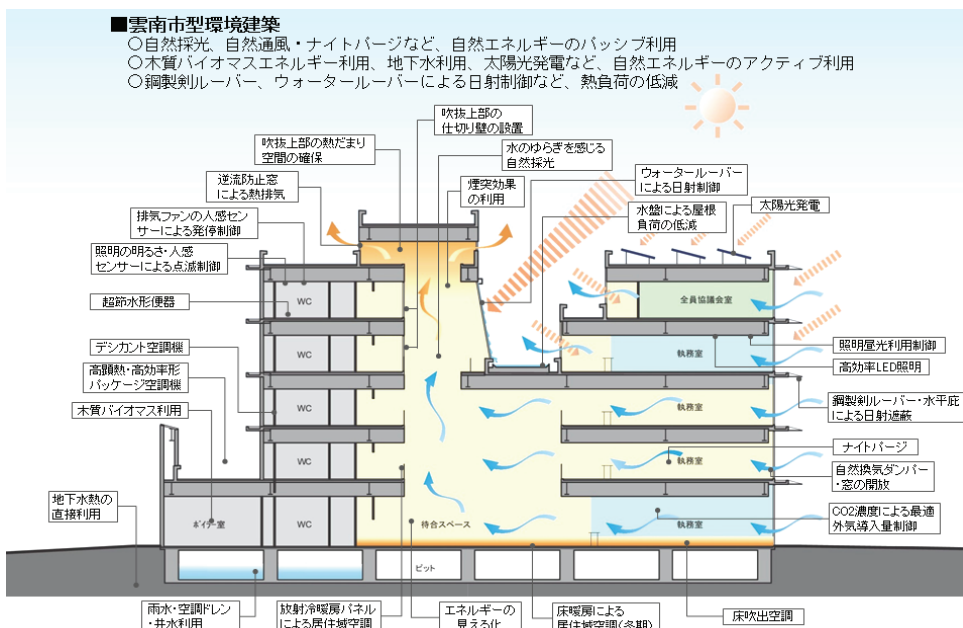 ■雲南市型環境建築
○自然採光、自然通風・ナイトパージなど、自然エネルギーのパッシブ利用
○木質バイオマスエネルギー利用、地下水利用、太陽光発電など、自然エネルギーのアクティブ利用
○鋼製剣ルーバー、ウォータールーバーによる日射制御など、熱負荷の低減
吹抜上部の
仕切り壁の設置
吹抜上部の熱だまり
空間の確保
水のゆらぎを感じる
自然採光
逆流防止窓
による熱排気
煙突効果
の利用
ウォータールーバー
による日射制御
排気ファンの人感セン
サーによる発停制御
水盤による屋根
負荷の低減
太陽光発電
照明の明るさ・人感
センサーによる点滅制御
超節水形便器
WC
全員協議会室
デシカント空調機
WC
執務室
照明昼光利用制御
高効率LED照明
高顕熱・高効率形
パッケージ空調機
木質バイオマス利用
WC
執務室
鋼製剣ルーバー・水平庇
による日射遮蔽
WC
執務室
ナイトパージ
自然換気ダンパー
・窓の開放
地下水熱の
直接利用
ボイラー室
WC
待合スペース
執務室
CO2濃度による最適
外気導入量制御
ピット
雨水・空調ドレン
・井水利用
放射冷暖房パネル
による居住域空調
エネルギーの
見える化
床暖房による
居住域空調(冬期)
床吹出空調